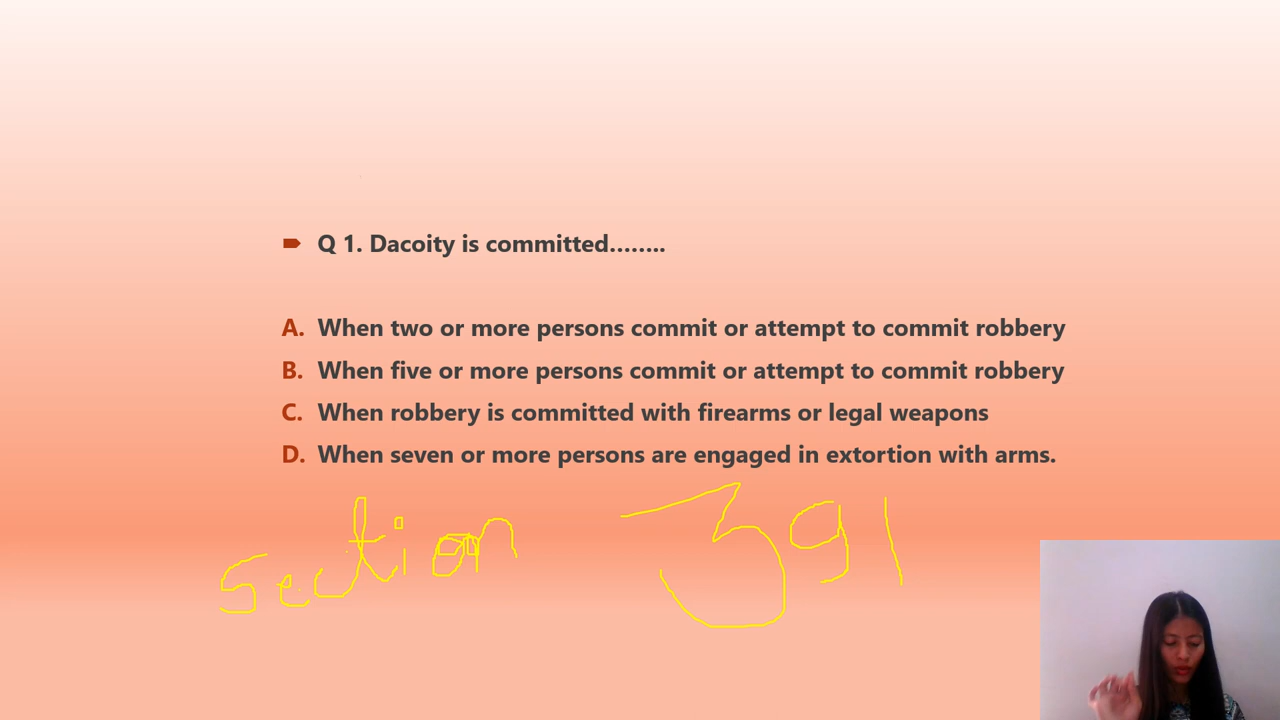 Q 1. Dacoity is committed……..
A. When two or more persons commit or attempt to commit robbery
B. When five or more persons commit or attempt to commit robbery
C. When robbery is committed with firearms or legal weapons
D. When seven or more persons are engaged in extortion with arms.
Section 391